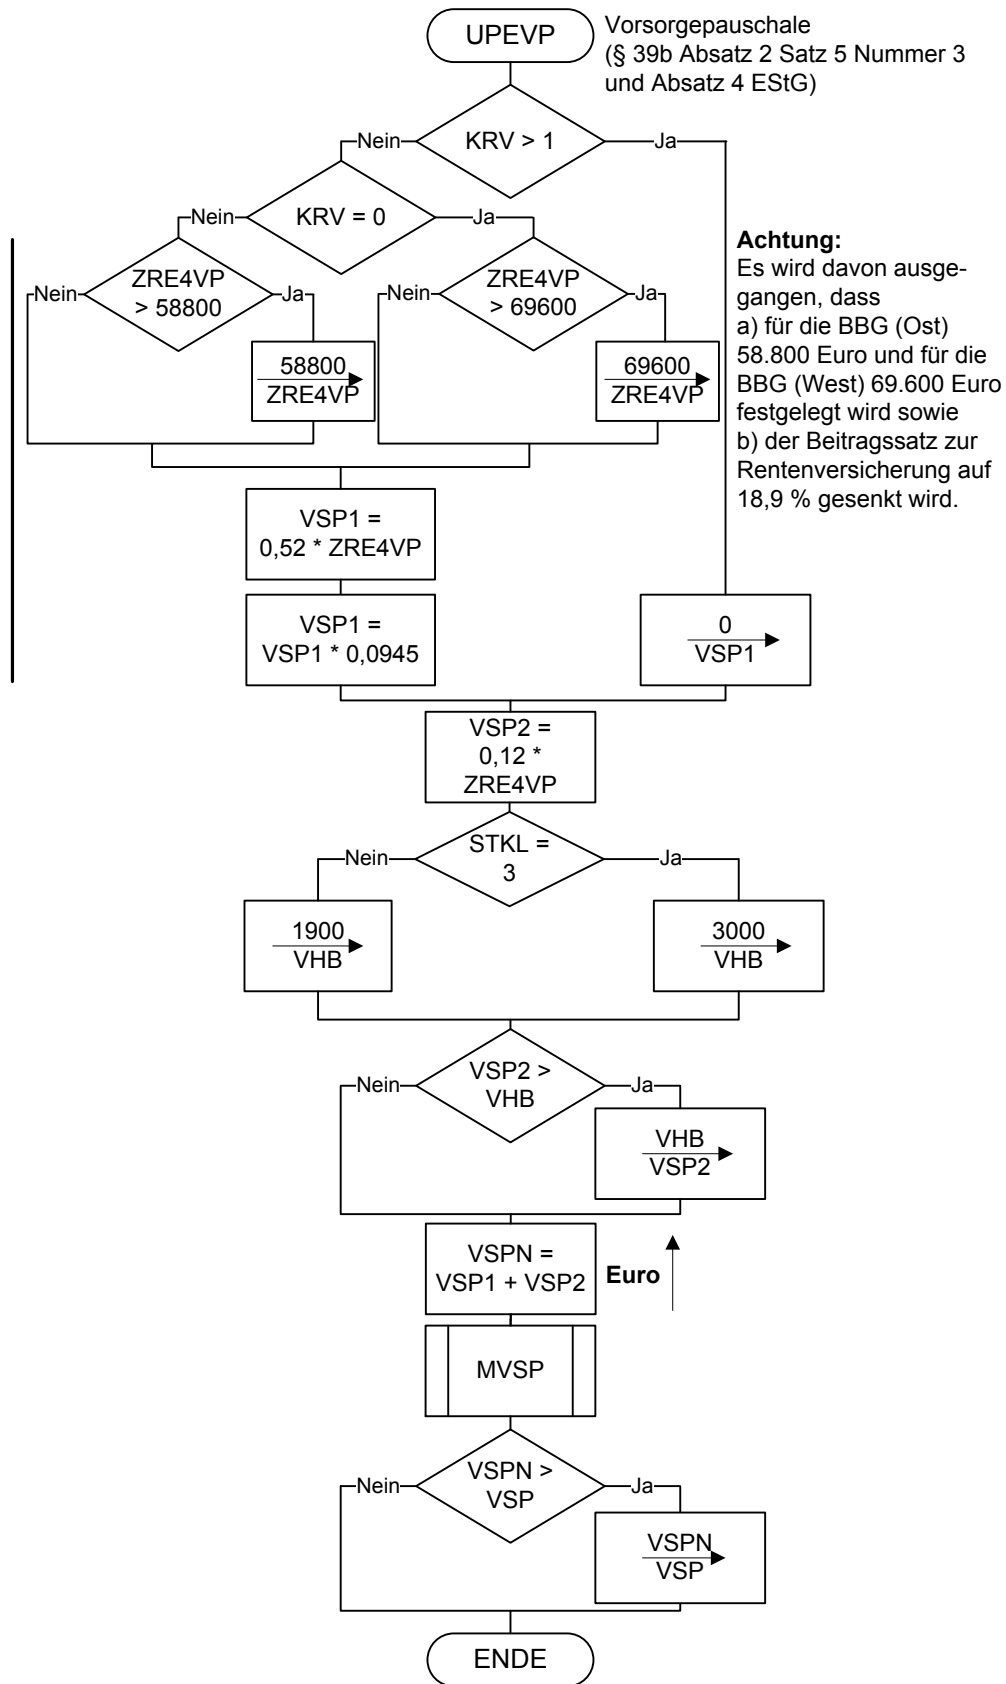 UPEVP
Vorsorgepauschale
(§ 39b Absatz 2 Satz 5 Nummer 3
und Absatz 4 EStG)
Nein
KRV > 1
Ja
Nein
KRV = 0
Ja
Nein
ZRE4VP
> 58800
Ja
Nein
ZRE4VP
> 69600
Ja
58800
ZRE4VP
69600
ZRE4VP
Achtung:
Es wird davon ausge-
gangen, dass
a) für die BBG (Ost)
58.800 Euro und für die
BBG (West) 69.600 Euro
festgelegt wird sowie
b) der Beitragssatz zur
Rentenversicherung auf
18,9 % gesenkt wird.
VSP1 =
0,52 * ZRE4VP
VSP1 =
VSP1 * 0,0945
0
VSP1
VSP2 =
0,12 *
ZRE4VP
Nein
STKL =
3
Ja
1900
VHB
3000
VHB
Nein
VSP2 >
VHB
Ja
VHB
VSP2
VSPN =
VSP1 + VSP2
Euro
MVSP
Nein
VSPN >
VSP
Ja
VSPN
VSP
ENDE